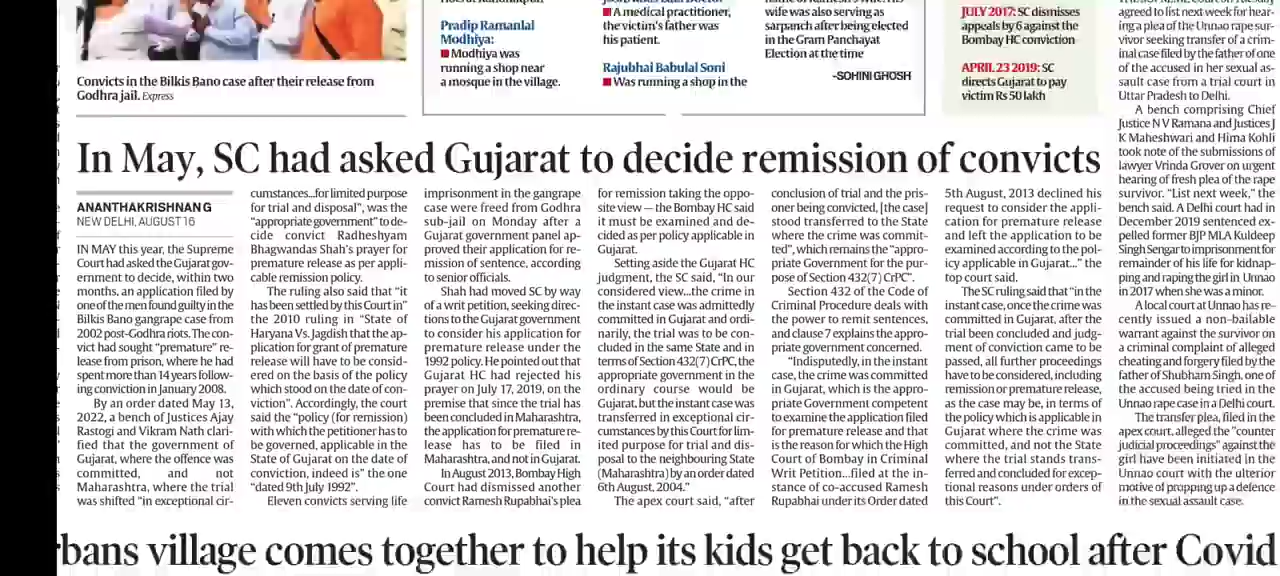 Convicts in the Bilkis Bano case after their release from
Godhra jail. Express
Pradip Ramanlal
Modhiya:
Modhiya was
running a shop near
a mosque in the village.
A medical practitioner,
the victim's father was
his patient.
Rajubhai Babulal Soni
Was running a shop in the
wife was also serving as
sarpanch after being elected
in the Gram Panchayat
Election at the time
-SOHINI GHOSH
JULY 2017: SC dismisses
appeals by 6 against the
Bombay HC conviction
APRIL 23 2019: SC
directs Gujarat to pay
victim Rs 50 lakh
In May, SC had asked Gujarat to decide remission of convicts
ANANTHAKRISHNAN G
NEW DELHI, AUGUST 16
IN MAY this year, the Supreme
Court had asked the Gujarat gov-
ernment to decide, within two
months, an application filed by
one of the men found guilty in the
Bilkis Bano gangrape case from
2002 post-Godhra riots. The con-
vict had sought "premature" re-
lease from prison, where he had
spent more than 14 years follow-
ing conviction in January 2008.
By an order dated May 13,
2022, a bench of Justices Ajay
Rastogi and Vikram Nath clari-
fied that the government of
Gujarat, where the offence was
committed, and not
Maharashtra, where the trial
was shifted "in exceptional cir-
cumstances...for limited purpose
for trial and disposal", was the
"appropriate government" to de-
cide convict Radheshyam
Bhagwandas Shah's prayer for
premature release as per appli-
cable remission policy.
The ruling also said that "it
has been settled by this Court in"
the 2010 ruling in "State of
Haryana Vs. Jagdish that the ap-
plication for grant of premature
release will have to be consid-
ered on the basis of the policy
which stood on the date of con-
viction". Accordingly, the court
said the "policy (for remission)
with which the petitioner has to
be governed, applicable in the
State of Gujarat on the date of
conviction, indeed is" the one
"dated 9th July 1992".
Eleven convicts serving life
imprisonment in the gangrape
case were freed from Godhra
sub-jail on Monday after a
Gujarat government panel ap-
proved their application for re-
mission of sentence, according
to senior officials.
Shah had moved SC by way
of a writ petition, seeking direc-
tions to the Gujarat government
to consider his application for
premature release under the
1992 policy. He pointed out that
Gujarat HC had rejected his
prayer on July 17, 2019, on the
premise that since the trial has
been concluded in Maharashtra,
the application for premature re-
lease has to be filed in
Maharashtra, and not in Gujarat.
In August 2013, Bombay High
Court had dismissed another
convict Ramesh Rupabhai's plea
for remission taking the oppo-
site view — the Bombay HC said
it must be examined and de-
cided as per policy applicable in
Gujarat.
Setting aside the Gujarat HC
judgment, the SC said, "In our
considered view...the crime in
the instant case was admittedly
committed in Gujarat and ordi-
narily, the trial was to be con-
cluded in the same State and in
terms of Section 432(7) CrPC, the
appropriate government in the
ordinary course would be
Gujarat, but the instant case was
transferred in exceptional cir-
cumstances by this Court for lim-
ited purpose for trial and dis-
posal to the neighbouring State
(Maharashtra) by an order dated
6th August, 2004."
The apex court said, "after
conclusion of trial and the pris-
oner being convicted, [the case]
stood transferred to the State
where the crime was commit-
ted", which remains the "appro-
priate Government for the pur-
pose of Section 432(7) CrPC".
Section 432 of the Code of
Criminal Procedure deals with
the power to remit sentences,
and clause 7 explains the appro-
priate government concerned.
"Indisputedly, in the instant
case, the crime was committed
in Gujarat, which is the appro-
priate Government competent
to examine the application filed
for premature release and that
is the reason for which the High
Court of Bombay in Criminal
Writ Petition...filed at the in-
stance of co-accused Ramesh
Rupabhai under its Order dated
5th August, 2013 declined his
request to consider the appli-
cation for premature release
and left the application to be
examined according to the pol-
icy applicable in Gujarat..." the
top court said.
The SC ruling said that "in the
instant case, once the crime was
committed in Gujarat, after the
trial been concluded and judg-
ment of conviction came to be
passed, all further proceedings
have to be considered, including
remission or premature release,
as the case may be, in terms of
the policy which is applicable in
Gujarat where the crime was
committed, and not the State
where the trial stands trans-
ferred and concluded for excep-
tional reasons under orders of
this Court".
agreed to list next week for hear-
ing a plea of the Unnao rape sur-
vivor seeking transfer of a crim-
inal case filed by the father of one
of the accused in her sexual as-
sault case from a trial court in
Uttar Pradesh to Delhi.
A bench comprising Chief
Justice N V Ramana and Justices J
K Maheshwari and Hima Kohli
took note of the submissions of
lawyer Vrinda Grover on urgent
hearing of fresh plea of the rape
survivor. "List next week," the
bench said. A Delhi court had in
December 2019 sentenced ex-
pelled former BJP MLA Kuldeep
Singh Sengar to imprisonment for
remainder of his life for kidnap-
ping and raping the girl in Unnao
in 2017 when she was a minor.
A local court at Unnao has re-
cently issued a non-bailable
warrant against the survivor on
a criminal complaint of alleged
cheating and forgery filed by the
father of Shubham Singh, one of
the accused being tried in the
Unnao rape case in a Delhi court.
The transfer plea, filed in the
apex court, alleged the "counter
judicial proceedings" against the
girl have been initiated in the
Unnao court with the ulterior
motive of propping up a defence
in the sexual assault case.
rbans village comes together to help its kids get back to school after Covid